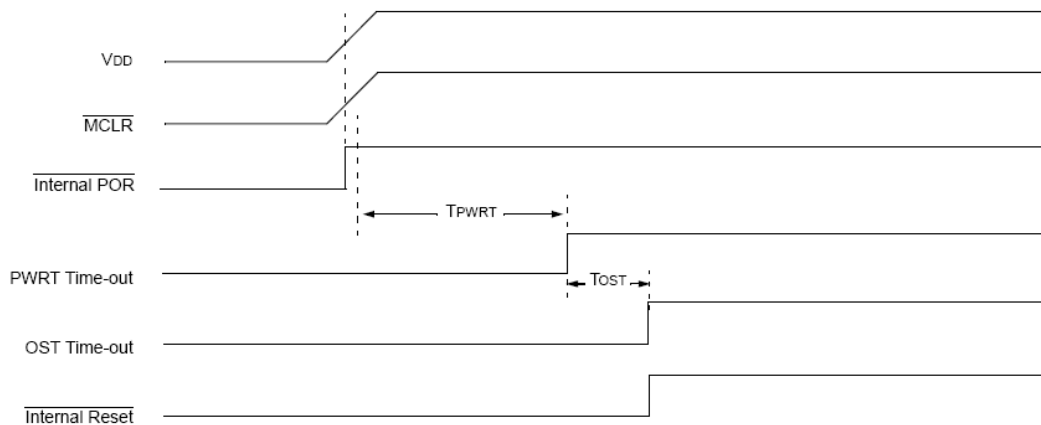 VDD
MCLR
Internal POR
TPWRT
PWRT Time-out
TOST
OST Time-out
Internal Reset